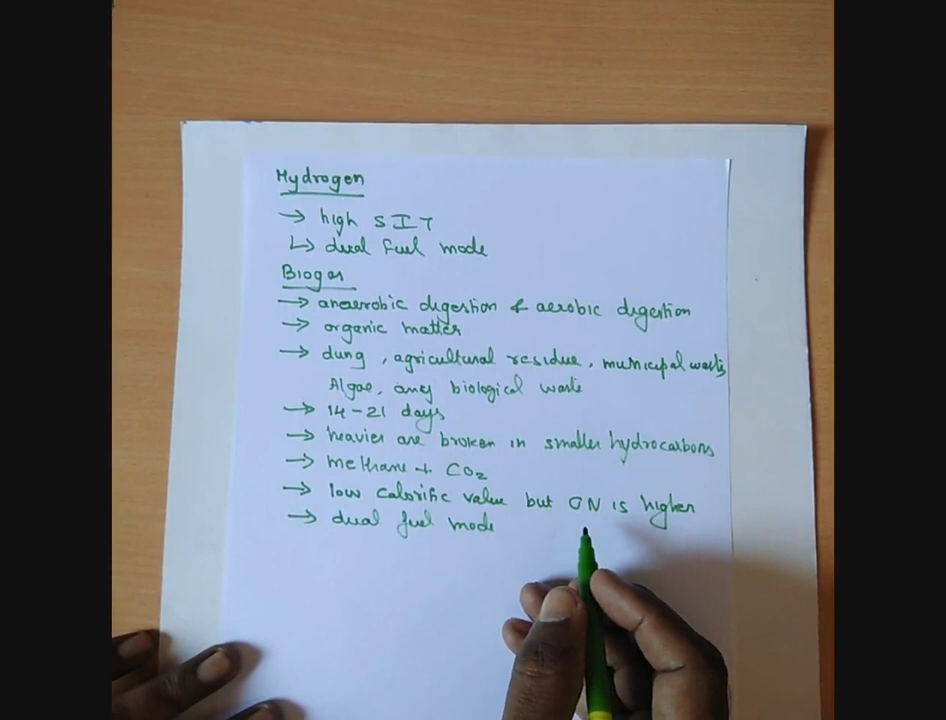 Hydrogen
→ high SIT
↳ dual fuel mode
Biogas
→ anaerobic digestion & aerobic digestion
→ organic matter
→ dung, agricultural residue, municipal waste,
Algae, any biological waste
→ 14-21 days
→ heavier are broken in smaller hydrocarbons
→ methane + CO₂
→ low calorific value but ON is higher
→ dual fuel mode